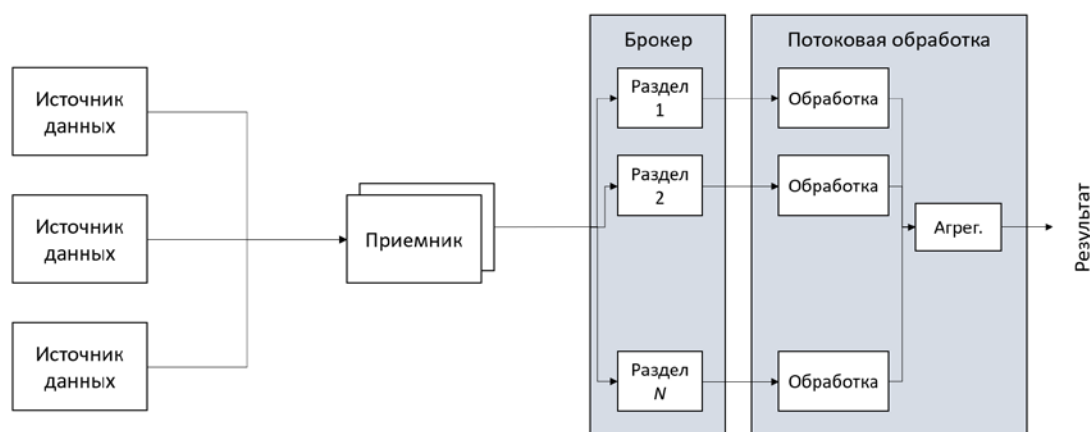 Источник
данных
Источник
данных
Источник
данных
Приемник
Брокер
Раздел
1
Раздел
2
Раздел
N
Потоковая обработка
Обработка
Обработка
Обработка
Агрег.
Результат